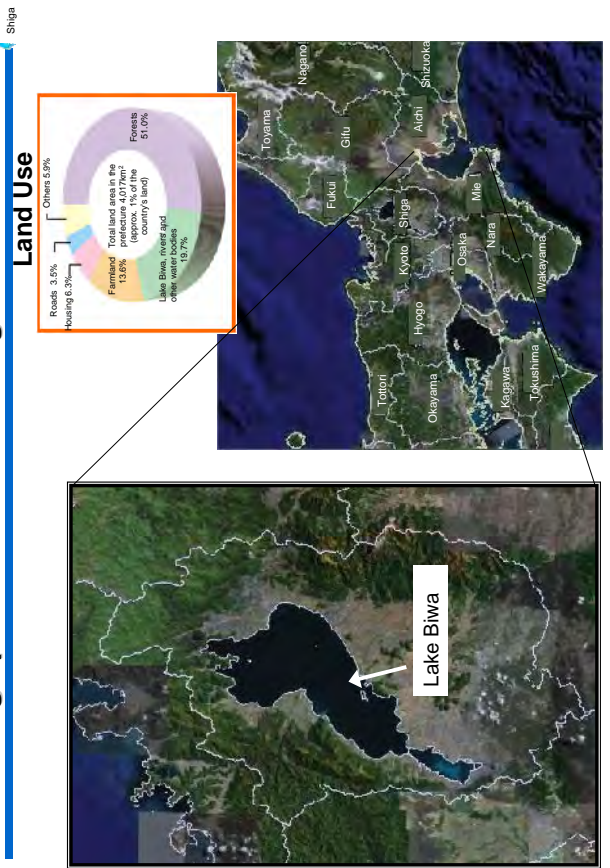 Shiga
Land Use
Roads 3.5%
Others 5.9%
Housing 6.3%
Farmland
13.6%
Total land area in the
prefecture 4,017km²
(approx. 1% of the
country's land)
Forests
51.0%
Lake Biwa, rivers and
other water bodies
19.7%
Lake Biwa
Toyama
Nagano
Fukui
Gifu
Tottori
Hyogo
Kyoto
Shiga
Aichi
Shizuoka
Okayama
Osaka
Nara
Mie
Kagawa
Tokushima
Wakayama